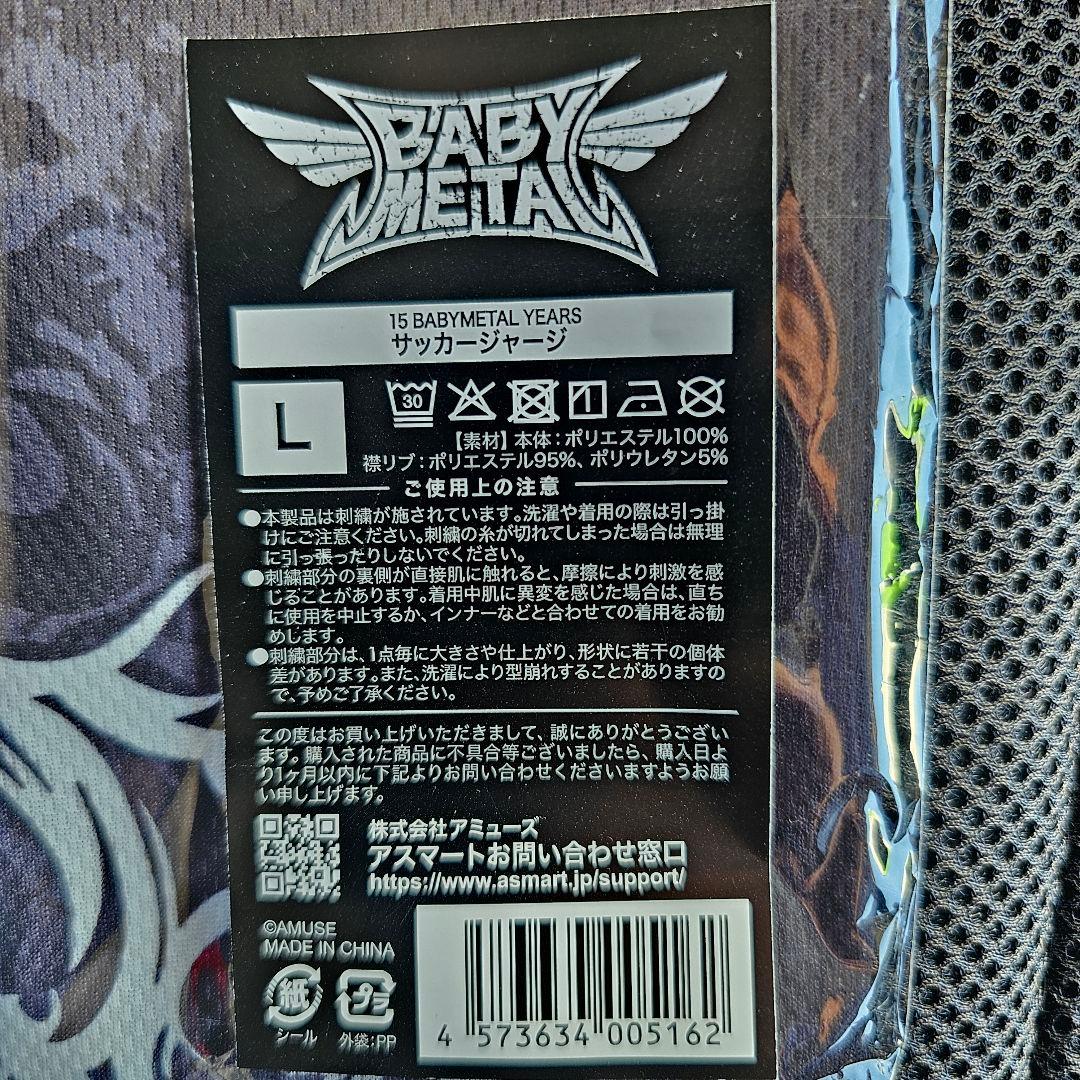 BABY
METAL
15 BABYMETAL YEARS
サッカージャージ
L
30
【素材】本体：ポリエステル100%
襟リブ：ポリエステル95%、ポリウレタン5%
ご使用上の注意
●本製品は刺繍が施されています。洗濯や着用の際は引っ掛
けにご注意ください。刺繍の糸が切れてしまった場合は無理
に引っ張ったりしないでください。
●刺繍部分の裏側が直接肌に触れると、摩擦により刺激を感
じることがあります。着用中肌に異変を感じた場合は、直ち
に使用を中止するか、インナーなどと合わせての着用をお勧
めします。
●刺繍部分は、1点毎に大きさや仕上がり、形状に若干の個体
差があります。また、洗濯により型崩れすることがありますの
で、予めご了承ください。
この度はお買い上げいただきまして、誠にありがとうござい
ます。購入された商品に不具合等ございましたら、購入日よ
り1ヶ月以内に下記よりお問い合わせくださいますようお願
い申し上げます。
株式会社アミューズ
アスマートお問い合わせ窓口
https://www.asmart.jp/support/
©AMUSE
MADE IN CHINA
紙
シール
プラ
外袋：PP
4 573634 005162